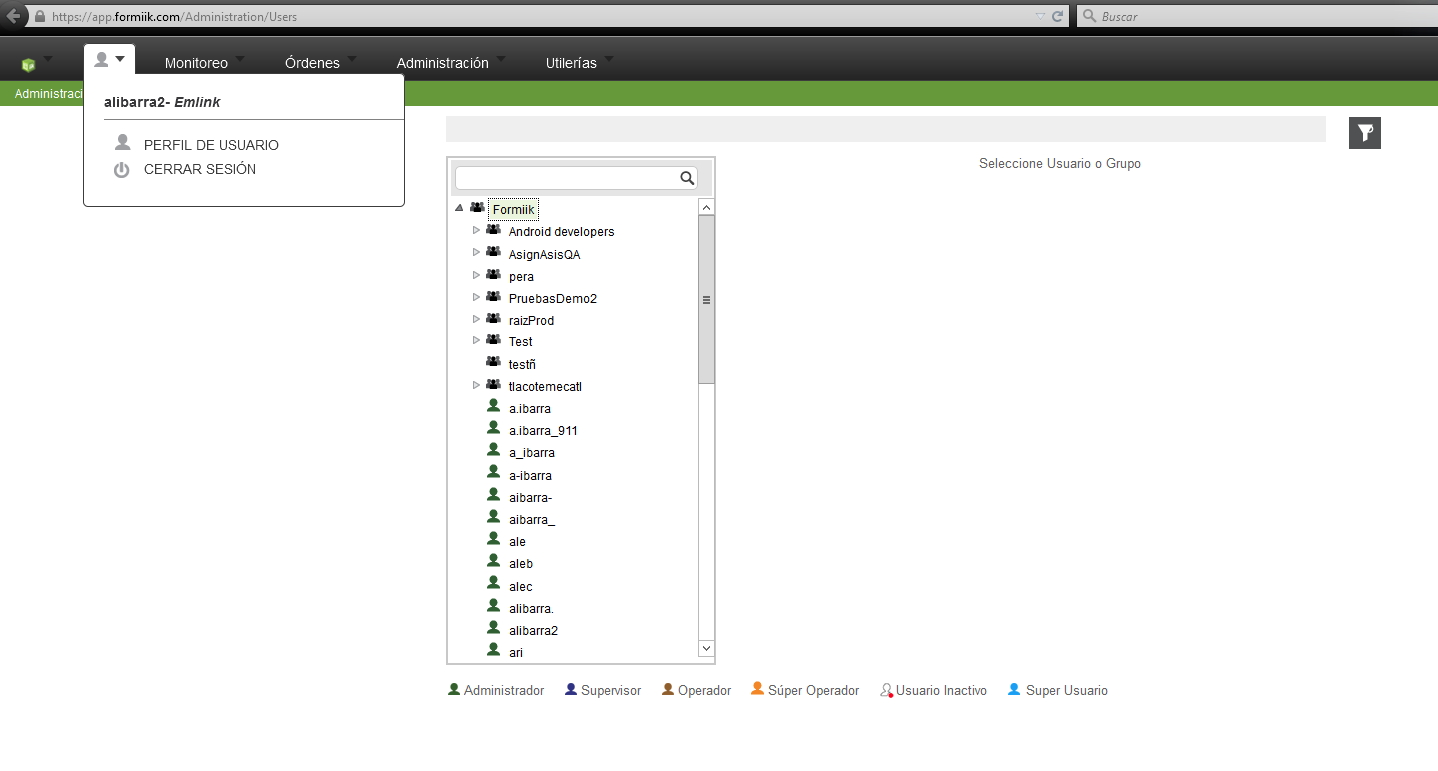 https://app.formiik.com/Administration/Users
Buscar
Monitoreo
Órdenes
Administración
Utilerías
Administraci
alibarra2- Emlink
PERFIL DE USUARIO
CERRAR SESIÓN
Seleccione Usuario o Grupo
Formiik
Android developers
AsignAsisQA
pera
PruebasDemo2
raizProd
Test
testñ
tlacotemecatl
a.ibarra
a.ibarra_911
a_ibarra
a-ibarra
aibarra-
aibarra_
ale
aleb
alec
alibarra.
alibarra2
ari
Administrador Supervisor Operador Súper Operador Usuario Inactivo Super Usuario